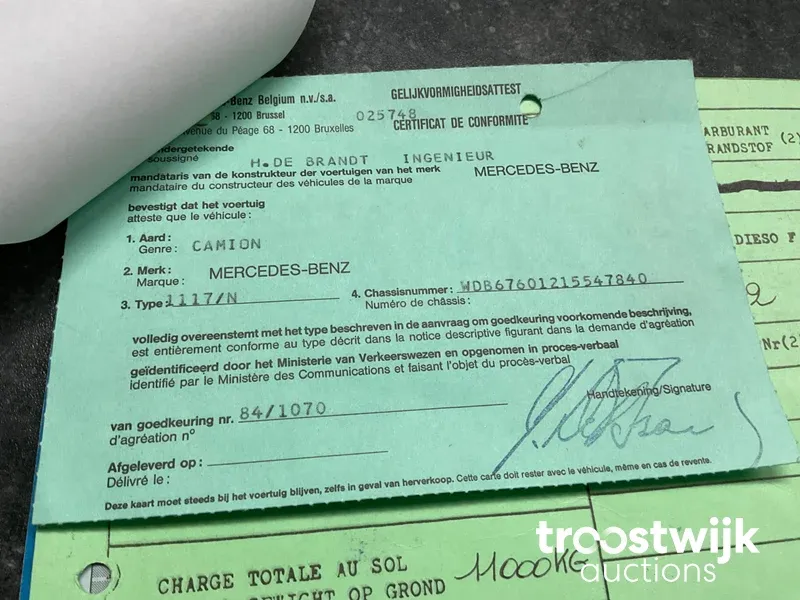 -Benz Belgium n.v./s.a.
68 - 1200 Brussel
venue du Péage 68 - 1200 Bruxelles
GELIJKVORMIGHEIDSATTEST
025748
CERTIFICAT DE CONFORMITÉ
ndergetekende
soussigné
H.DE BRANDT INGENIEUR
mandataris van de konstrukteur der voertuigen van het merk
mandataire du constructeur des véhicules de la marque
MERCEDES-BENZ
bevestigt dat het voertuig
atteste que le véhicule:
1. Aard:
Genre: CAMION
2. Merk:
Marque: MERCEDES-BENZ
3. Type: 1117/N
4. Chassisnummer: WDB67601215547840
Numéro de châssis:
volledig overeenstemt met het type beschreven in de aanvraag om goedkeuring voorkomende beschrijving,
est entièrement conforme au type décrit dans la notice descriptive figurant dans la demande d'agréation
geïdentificeerd door het Ministerie van Verkeerswezen en opgenomen in proces-verbaal
identifié par le Ministère des Communications et faisant l'objet du procès-verbal
van goedkeuring nr. 84/1070
d'agréation n°
Handtekening/Signature
Afgeleverd op:
Délivré le:
Deze kaart moet steeds bij het voertuig blijven, zelfs in geval van herverkoop. Cette carte doit rester avec le véhicule, même en cas de revente.
ARBURANT (2)
RANDSTOF
DIESO F
2
Nr(2
CHARGE TOTALE AU SOL
EWICHT OP GROND
11000KG
troostwijk
auctions